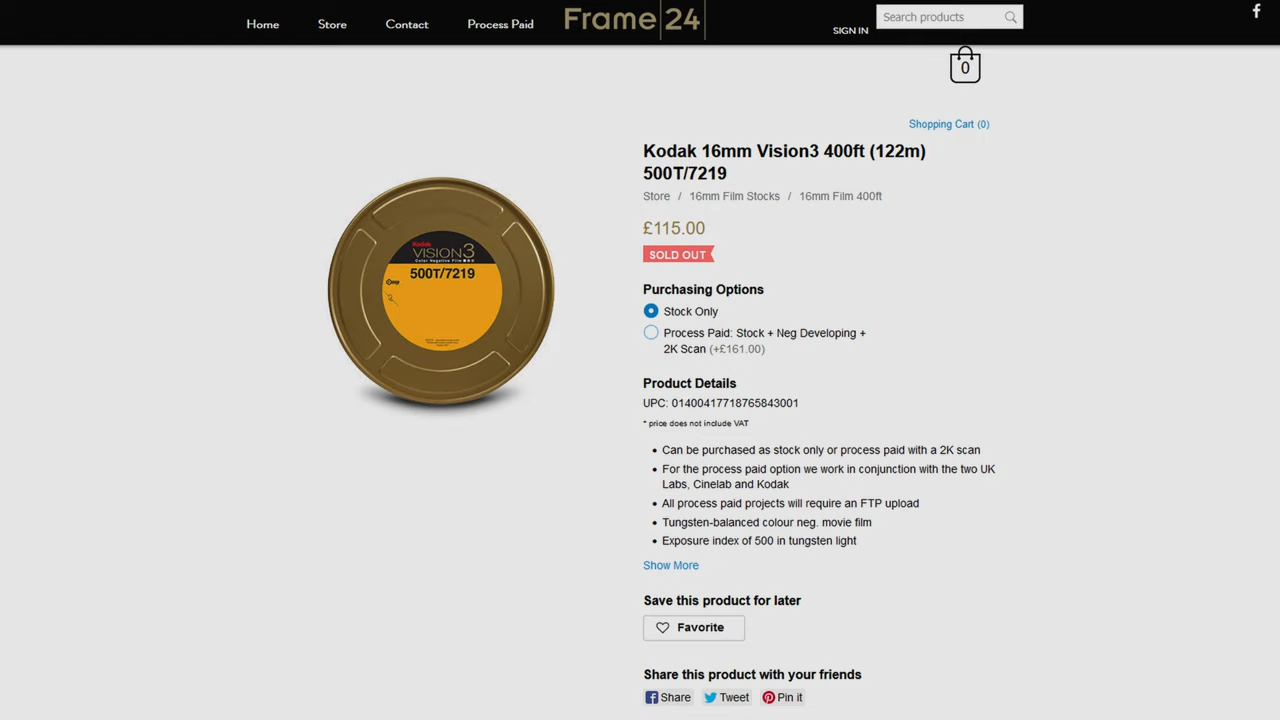 Home
Store
Contact
Process Paid
Frame 24
SIGN IN
Search products
0
Shopping Cart (0)
Kodak 16mm Vision3 400ft (122m)
500T/7219
Store / 16mm Film Stocks / 16mm Film 400ft
£115.00
SOLD OUT
Kodak
VISION3
Color Negative Film
500T/7219
Purchasing Options
Stock Only
Process Paid: Stock + Neg Developing +
2K Scan (+£161.00)
Product Details
UPC: 01400417718765843001
* price does not include VAT
• Can be purchased as stock only or process paid with a 2K scan
• For the process paid option we work in conjunction with the two UK
Labs, Cinelab and Kodak
• All process paid projects will require an FTP upload
• Tungsten-balanced colour neg. movie film
• Exposure index of 500 in tungsten light
Show More
Save this product for later
Favorite
Share this product with your friends
Share
Tweet
Pin it